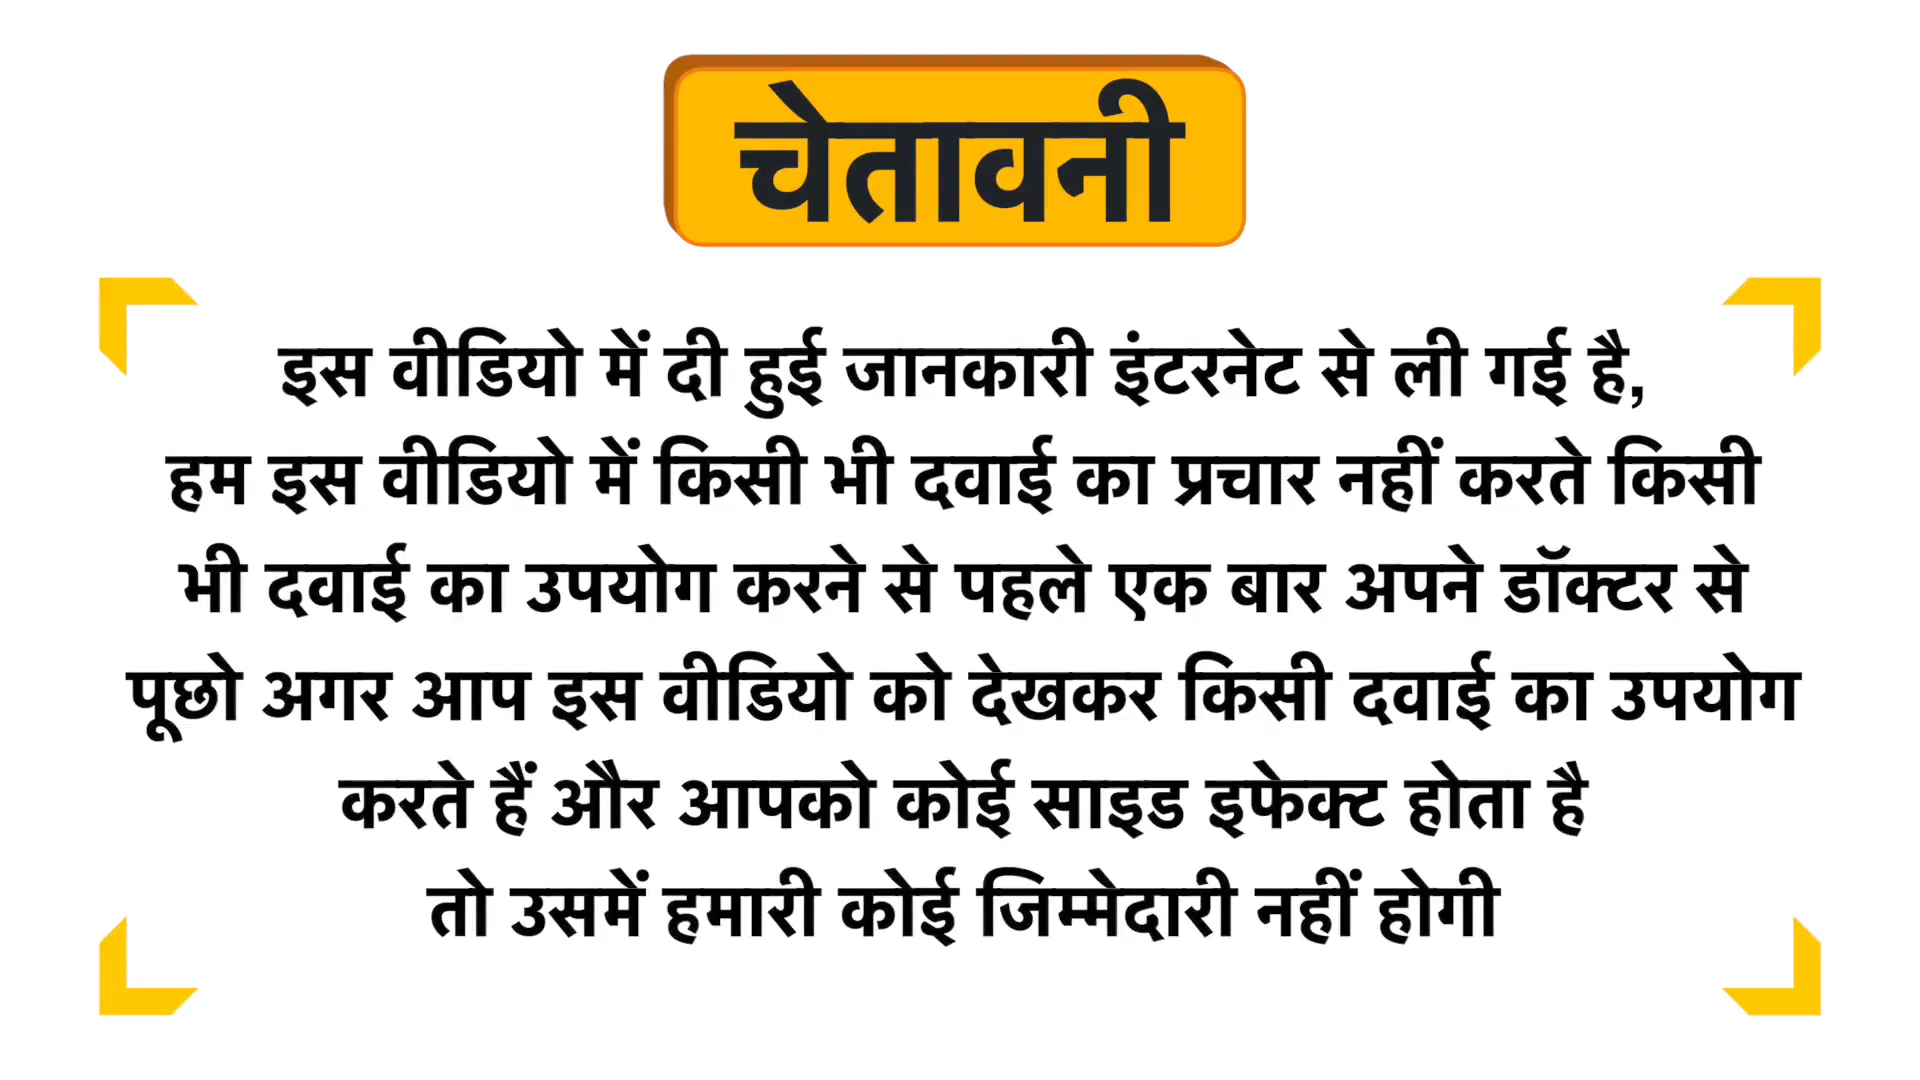 चेतावनी
इस वीडियो में दी हुई जानकारी इंटरनेट से ली गई है,
हम इस वीडियो में किसी भी दवाई का प्रचार नहीं करते किसी
भी दवाई का उपयोग करने से पहले एक बार अपने डॉक्टर से
पूछो अगर आप इस वीडियो को देखकर किसी दवाई का उपयोग
करते हैं और आपको कोई साइड इफेक्ट होता है
तो उसमें हमारी कोई जिम्मेदारी नहीं होगी